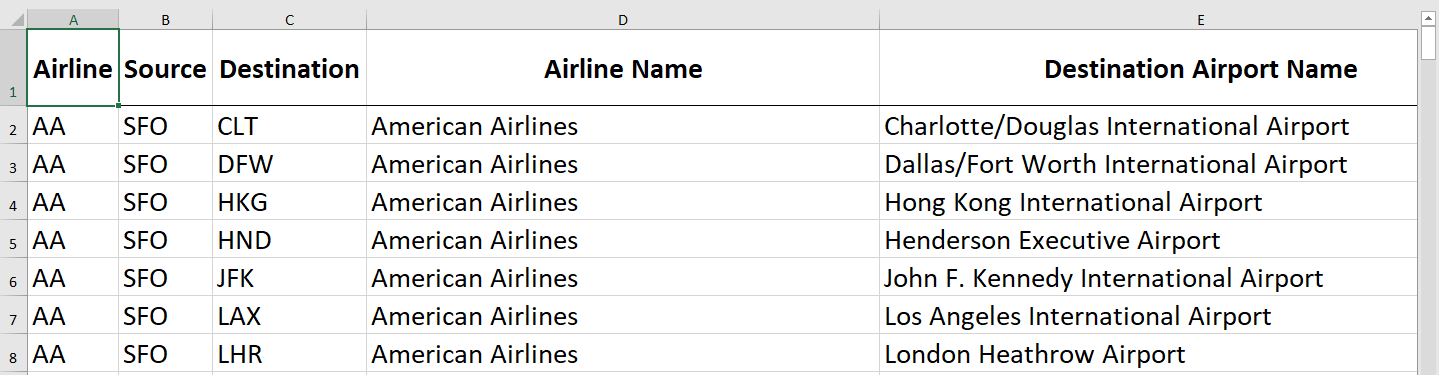 A B C D E
1 Airline Source Destination Airline Name Destination Airport Name
2 AA SFO CLT American Airlines Charlotte/Douglas International Airport
3 AA SFO DFW American Airlines Dallas/Fort Worth International Airport
4 AA SFO HKG American Airlines Hong Kong International Airport
5 AA SFO HND American Airlines Henderson Executive Airport
6 AA SFO JFK American Airlines John F. Kennedy International Airport
7 AA SFO LAX American Airlines Los Angeles International Airport
8 AA SFO LHR American Airlines London Heathrow Airport